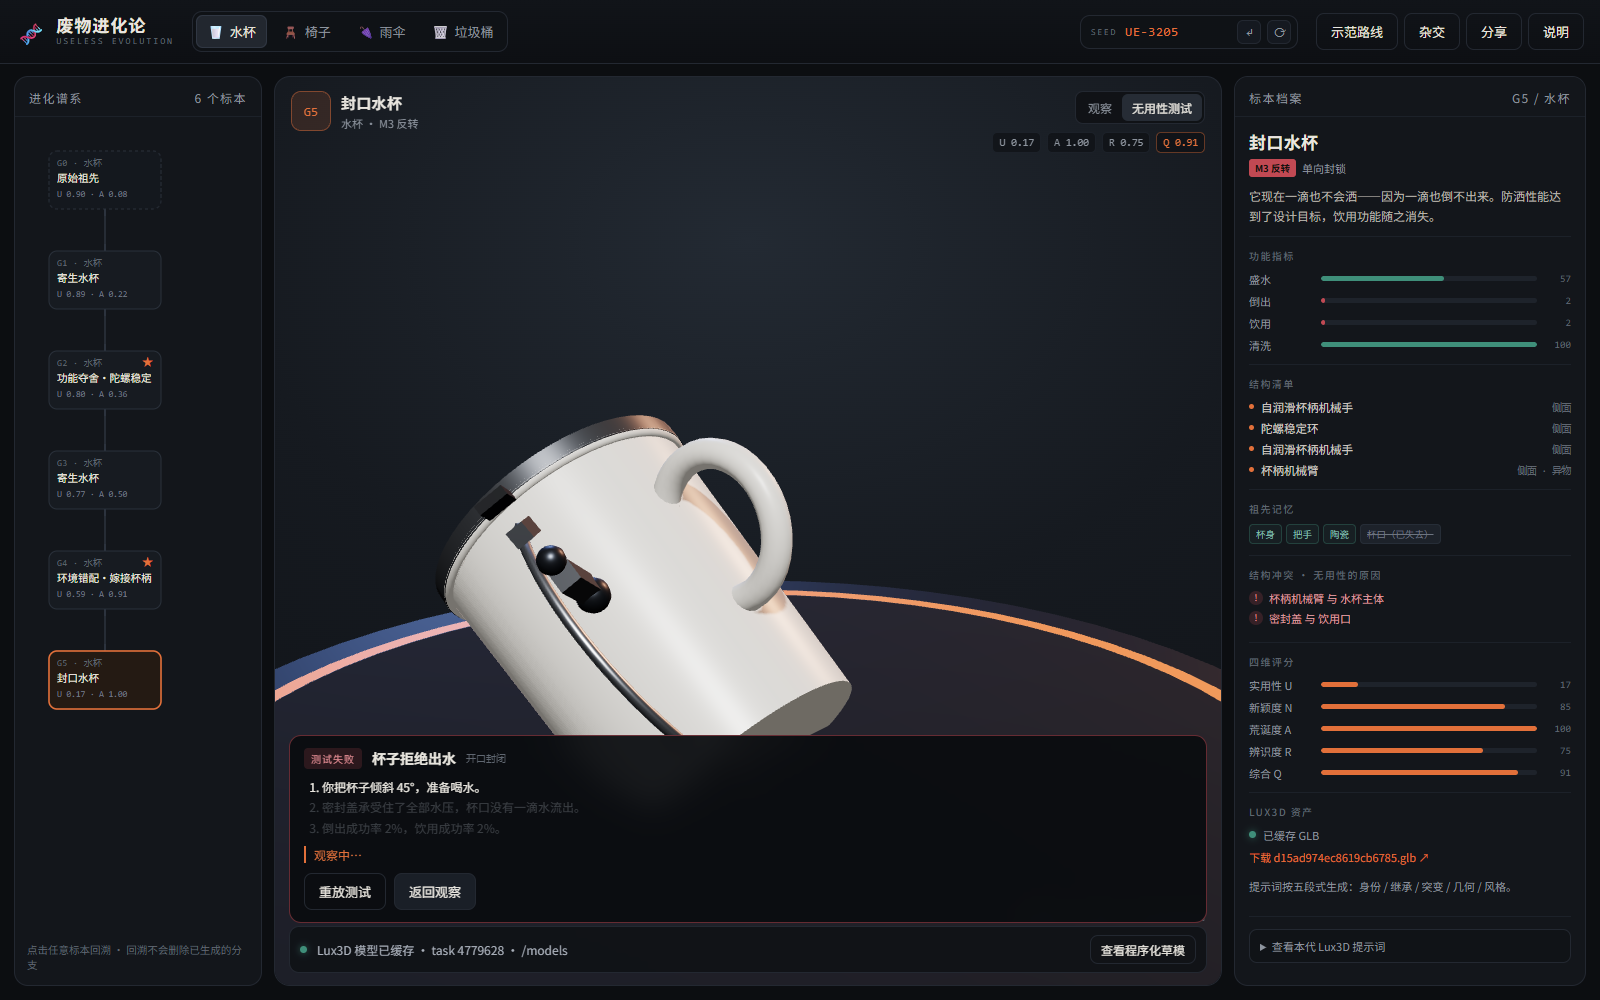 废物进化论
USELESS EVOLUTION
水杯
椅子
雨伞
垃圾桶
SEED UE-3205
示范路线
杂交
分享
说明
进化谱系
6 个标本
G0 · 水杯
原始祖先
U 0.90 · A 0.08
G1 · 水杯
寄生水杯
U 0.89 · A 0.22
G2 · 水杯
功能夺舍·陀螺稳定
U 0.80 · A 0.36
G3 · 水杯
寄生水杯
U 0.77 · A 0.50
G4 · 水杯
环境错配·嫁接杯柄
U 0.59 · A 0.91
G5 · 水杯
封口水杯
U 0.17 · A 1.00
点击任意标本回溯 · 回溯不会删除已生成的分
支
G5
封口水杯
水杯 · M3 反转
观察
无用性测试
U 0.17
A 1.00
R 0.75
Q 0.91
测试失败 杯子拒绝出水 开口封闭
1. 你把杯子倾斜 45°，准备喝水。
2. 密封盖承受住了全部水压，杯口没有一滴水流出。
3. 倒出成功率 2%，饮用成功率 2%。
观察中…
重放测试
返回观察
Lux3D 模型已缓存 · task 4779628 · /models
查看程序化草模
标本档案
G5 / 水杯
封口水杯
M3 反转 单向封锁
它现在一滴也不会洒——因为一滴也倒不出来。防洒性能达
到了设计目标，饮用功能随之消失。
功能指标
盛水 57
倒出 2
饮用 2
清洗 100
结构清单
自润滑杯柄机械手 侧面
陀螺稳定环 侧面
自润滑杯柄机械手 侧面
杯柄机械臂 侧面 · 异物
祖先记忆
杯身
把手
陶瓷
杯口（已失去）
结构冲突 · 无用性的原因
! 杯柄机械臂 与 水杯主体
! 密封盖 与 饮用口
四维评分
实用性 U 17
新颖度 N 85
荒诞度 A 100
辨识度 R 75
综合 Q 91
LUX3D 资产
已缓存 GLB
下载 d15ad974ec8619cb6785.glb ↗
提示词按五段式生成：身份 / 继承 / 突变 / 几何 / 风格。
▶ 查看本代 Lux3D 提示词